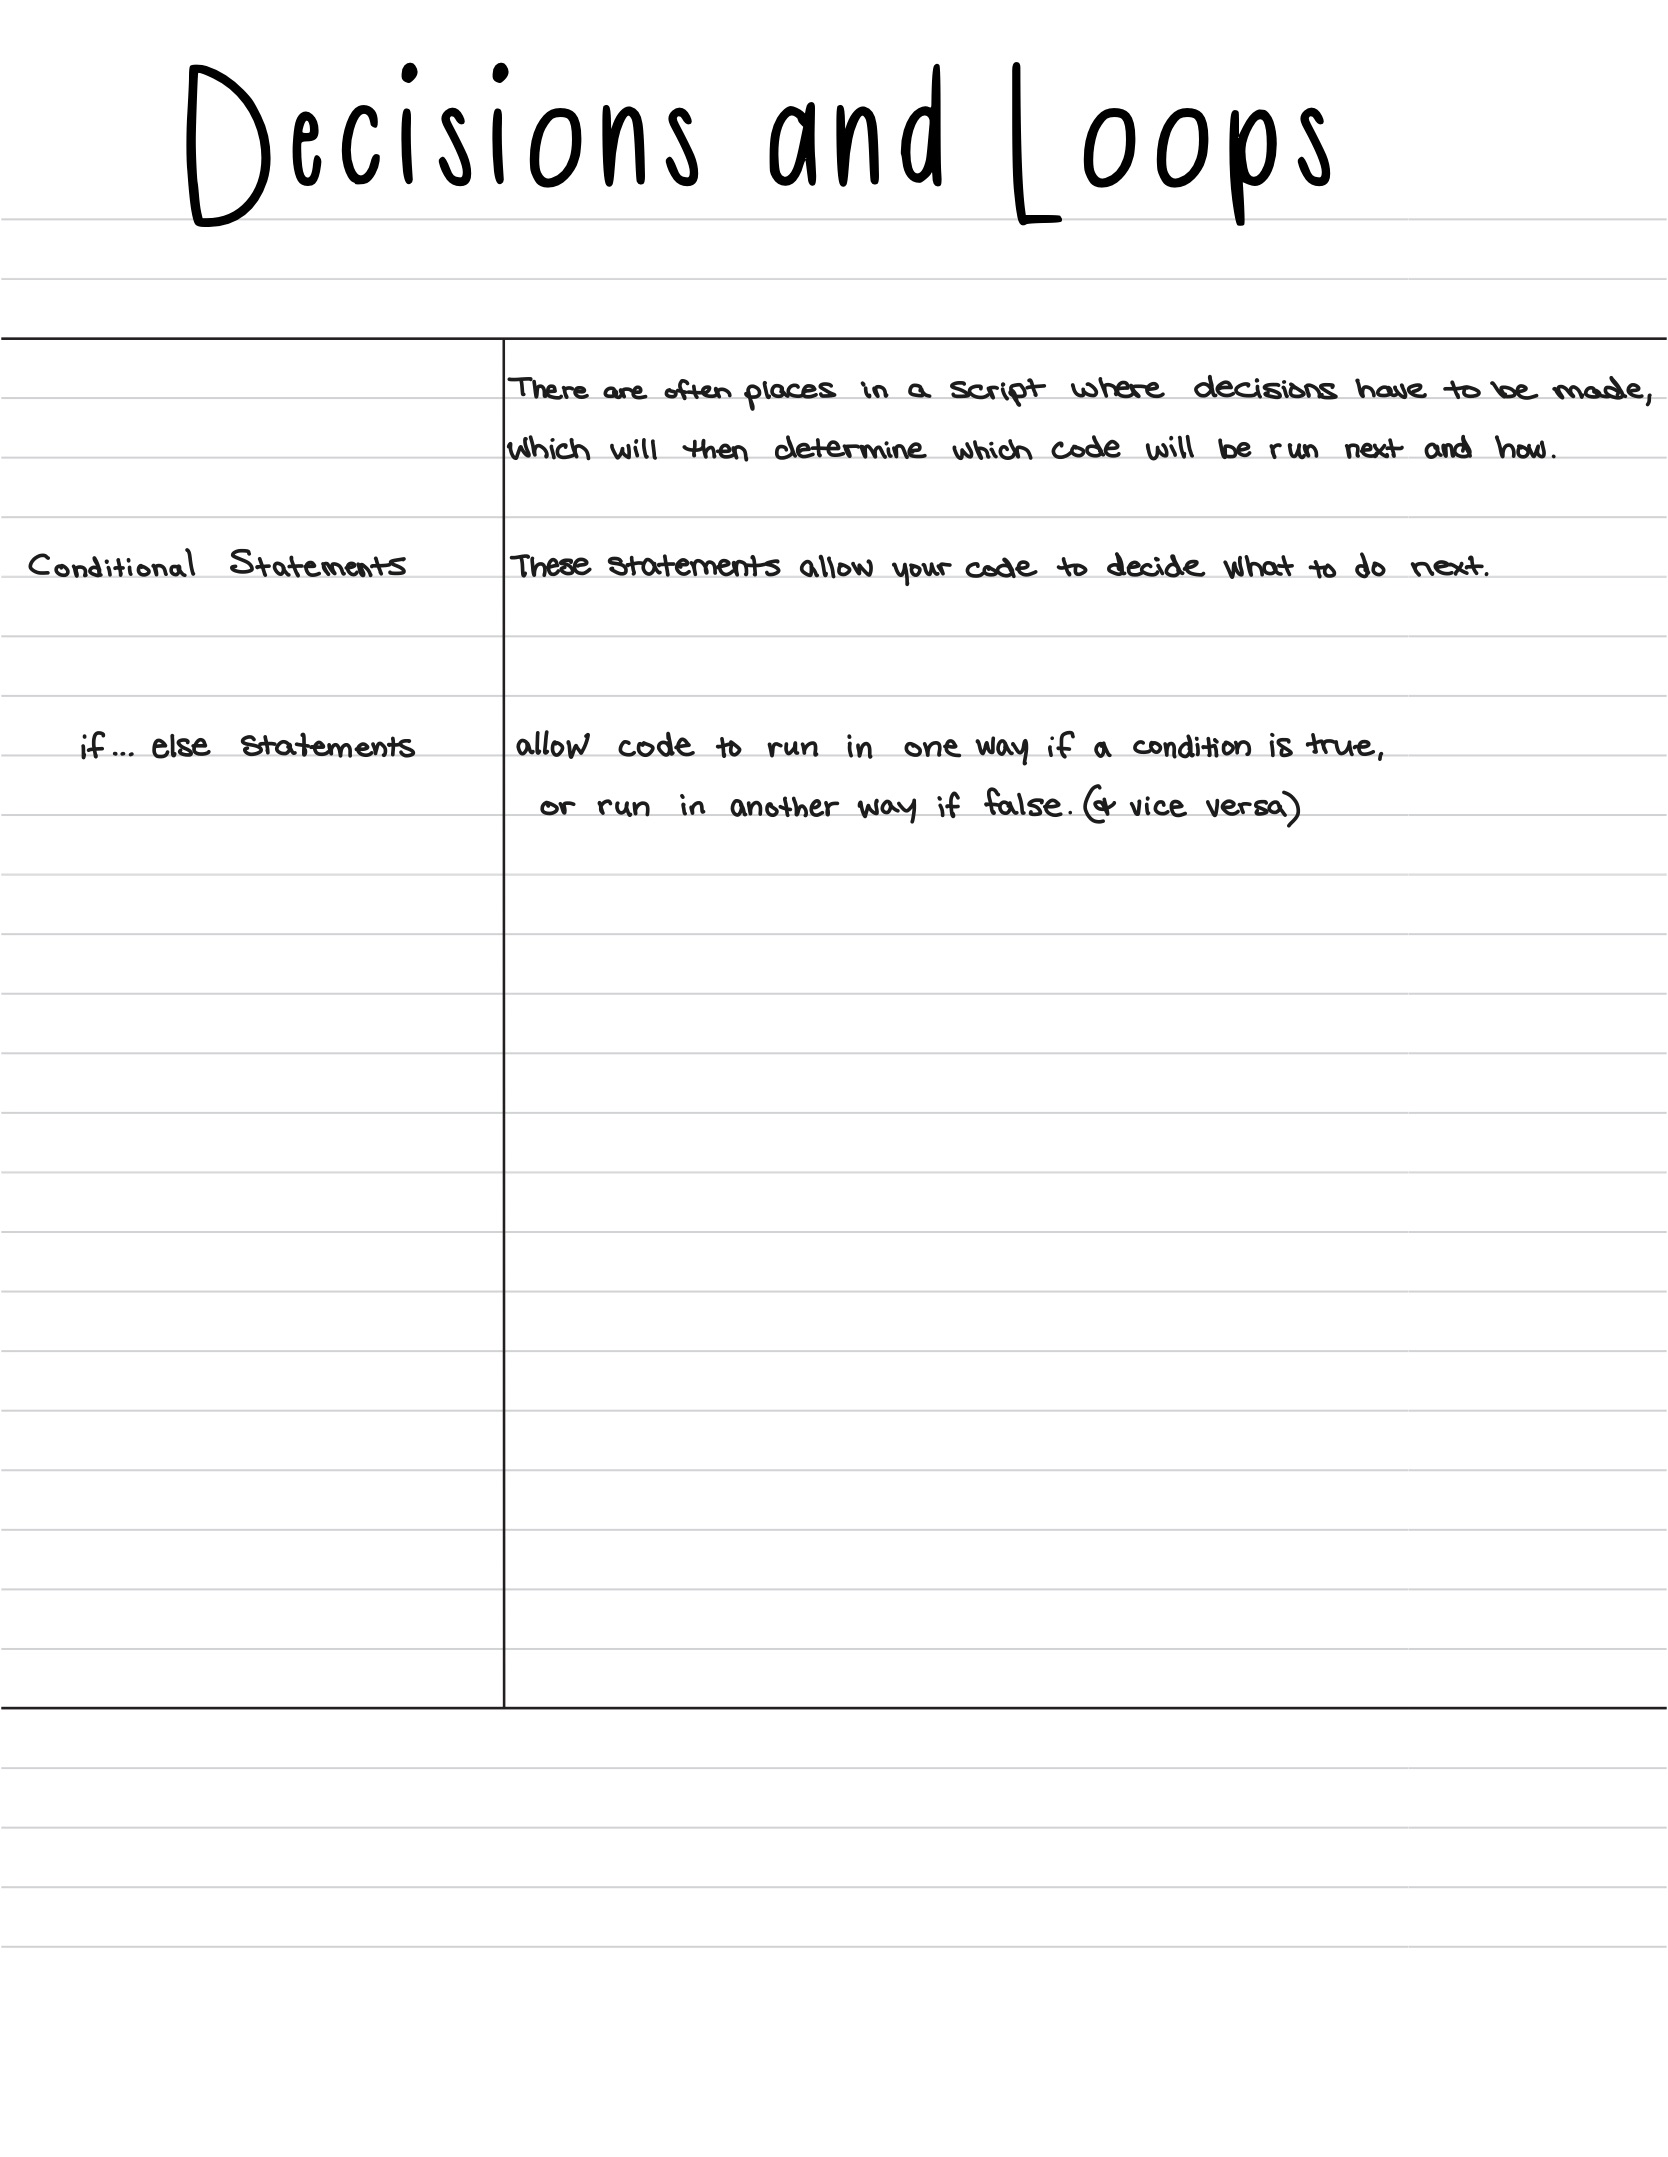 Decisions and Loops
There are often places in a script where decisions have to be made,
which will then determine which code will be run next and how.
Conditional Statements
These statements allow your code to decide what to do next.
if... else statements
allow code to run in one way if a condition is true,
or run in another way if false. (& vice versa)